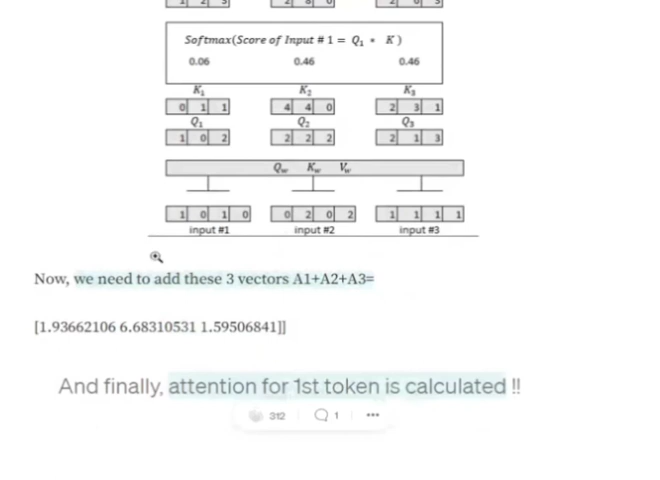 Softmax(Score of Input # 1 = Q₁ * K )
0.06 0.46 0.46
K₁ K₂ K₃
0 1 1 4 4 0 2 3 1
Q₁ Q₂ Q₃
1 0 2 2 2 2 2 1 3
Qw Kw Vw
1 0 1 0 0 2 0 2 1 1 1 1
input #1 input #2 input #3
Now, we need to add these 3 vectors A1+A2+A3=
[1.93662106 6.68310531 1.59506841]]
And finally, attention for 1st token is calculated !!
312 1